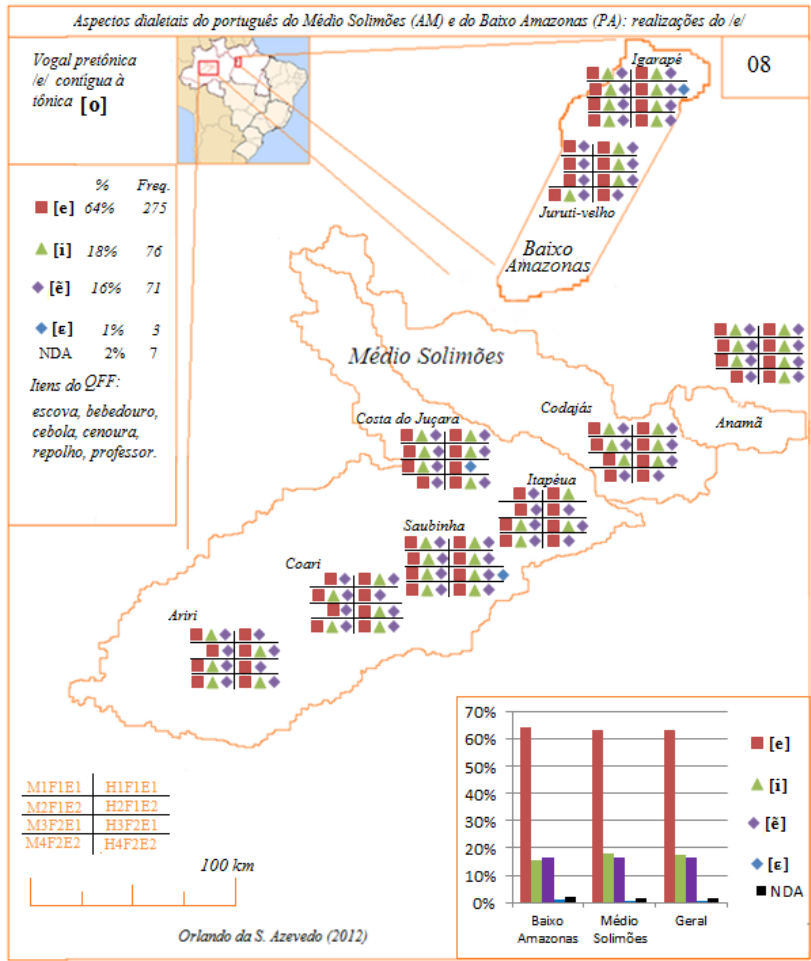 Aspectos dialetais do português do Médio Solimões (AM) e do Baixo Amazonas (PA): realizações do /e/
Vogal pretônica
/e/ contígua à
tônica [o]
08
% Freq.
[e] 64% 275
[i] 18% 76
[ẽ] 16% 71
[ɛ] 1% 3
NDA 2% 7
Itens do QFF:
escova, bebedouro,
cebola, cenoura,
repolho, professor.
Igarapé
Juruti-velho
Baixo
Amazonas
Médio Solimões
Costa do Juçara
Codajás
Anamã
Itapéua
Saubinha
Coari
Ariri
M1F1E1 H1F1E1
M2F1E2 H2F1E2
M3F2E1 H3F2E1
M4F2E2 H4F2E2
100 km
Orlando da S. Azevedo (2012)
70%
60%
50%
40%
30%
20%
10%
0%
Baixo
Amazonas
Médio
Solimões
Geral
[e]
[i]
[ẽ]
[ɛ]
NDA